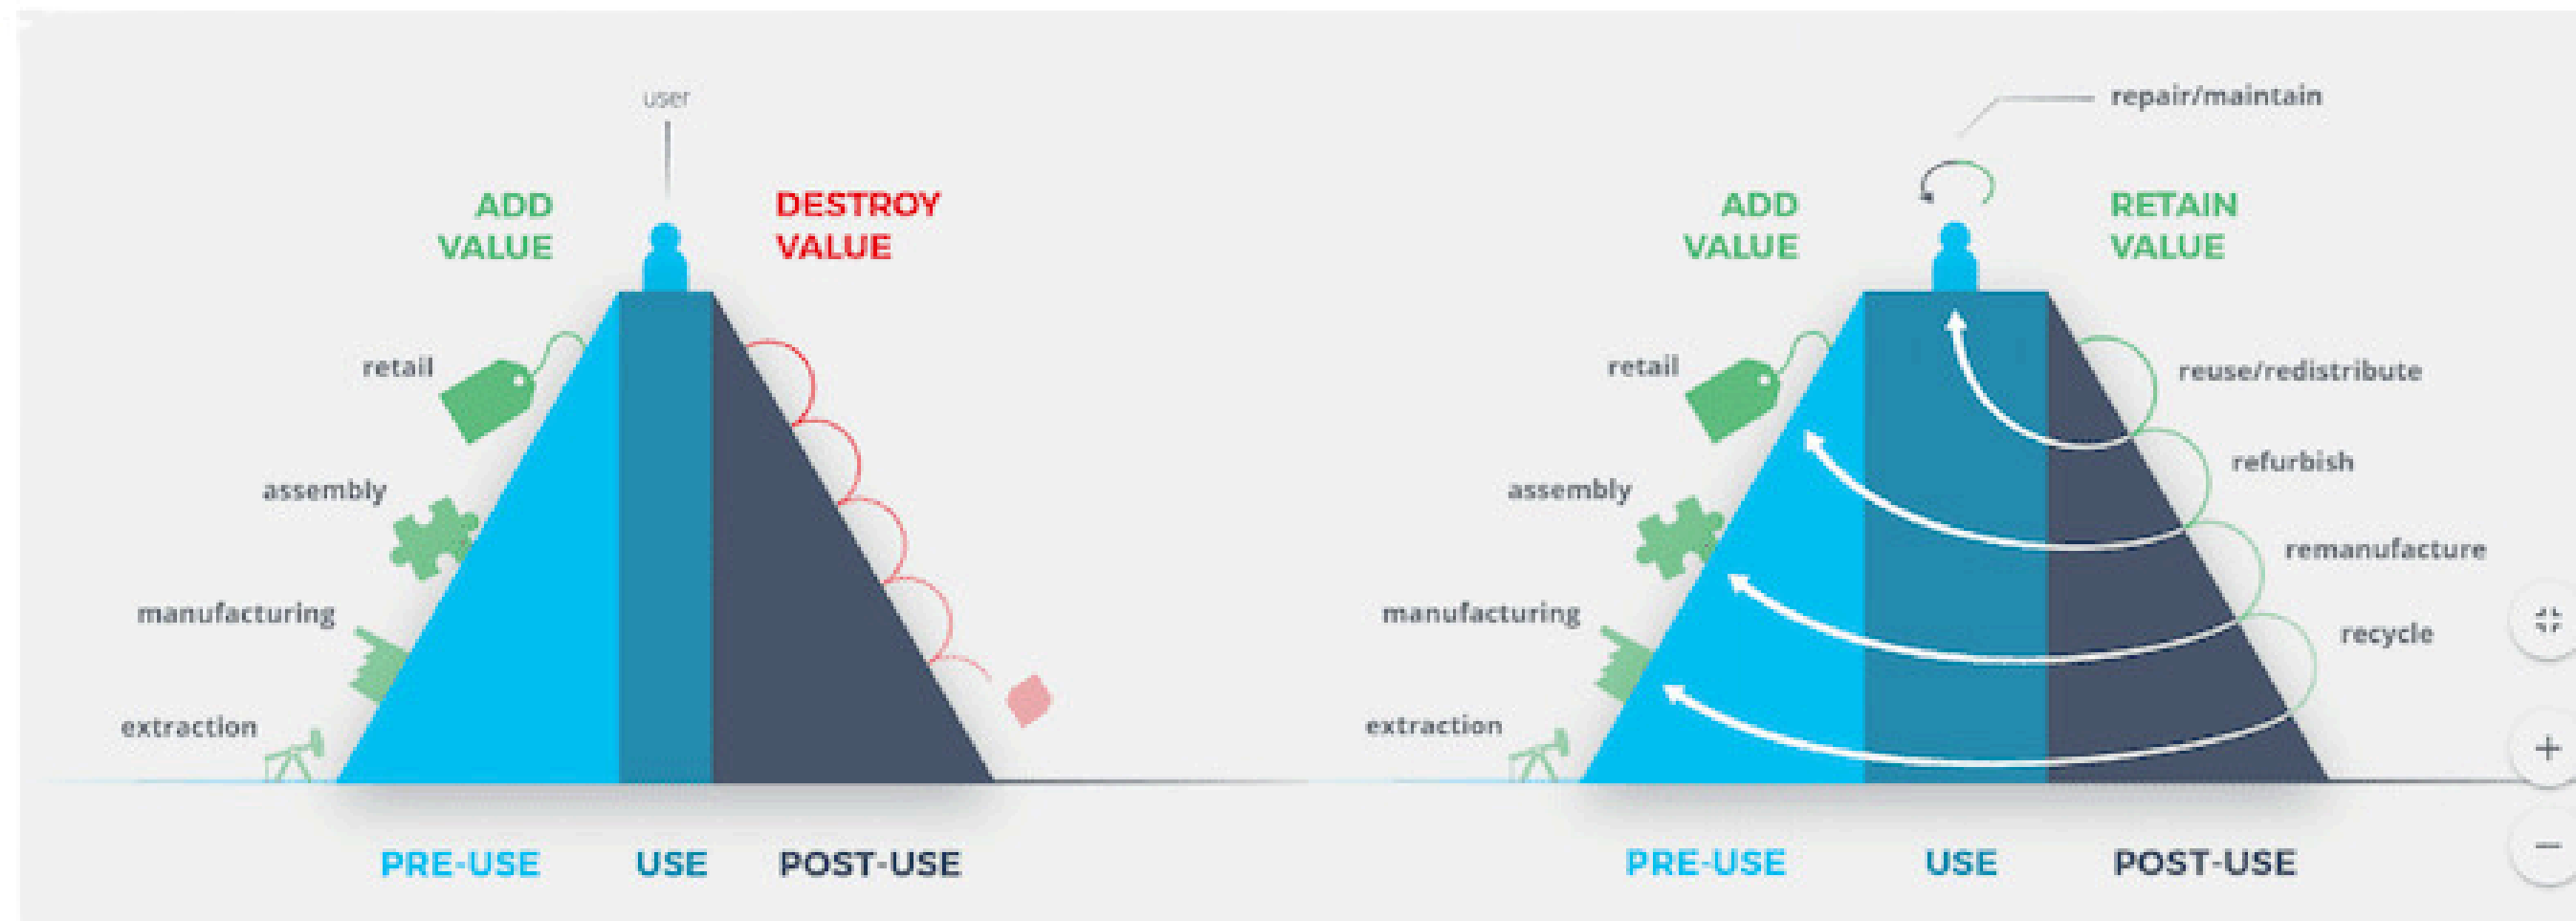 user
ADD
VALUE
DESTROY
VALUE
retail
assembly
manufacturing
extraction
PRE-USE
USE
POST-USE
repair/maintain
ADD
VALUE
RETAIN
VALUE
retail
assembly
manufacturing
extraction
reuse/redistribute
refurbish
remanufacture
recycle
PRE-USE
USE
POST-USE